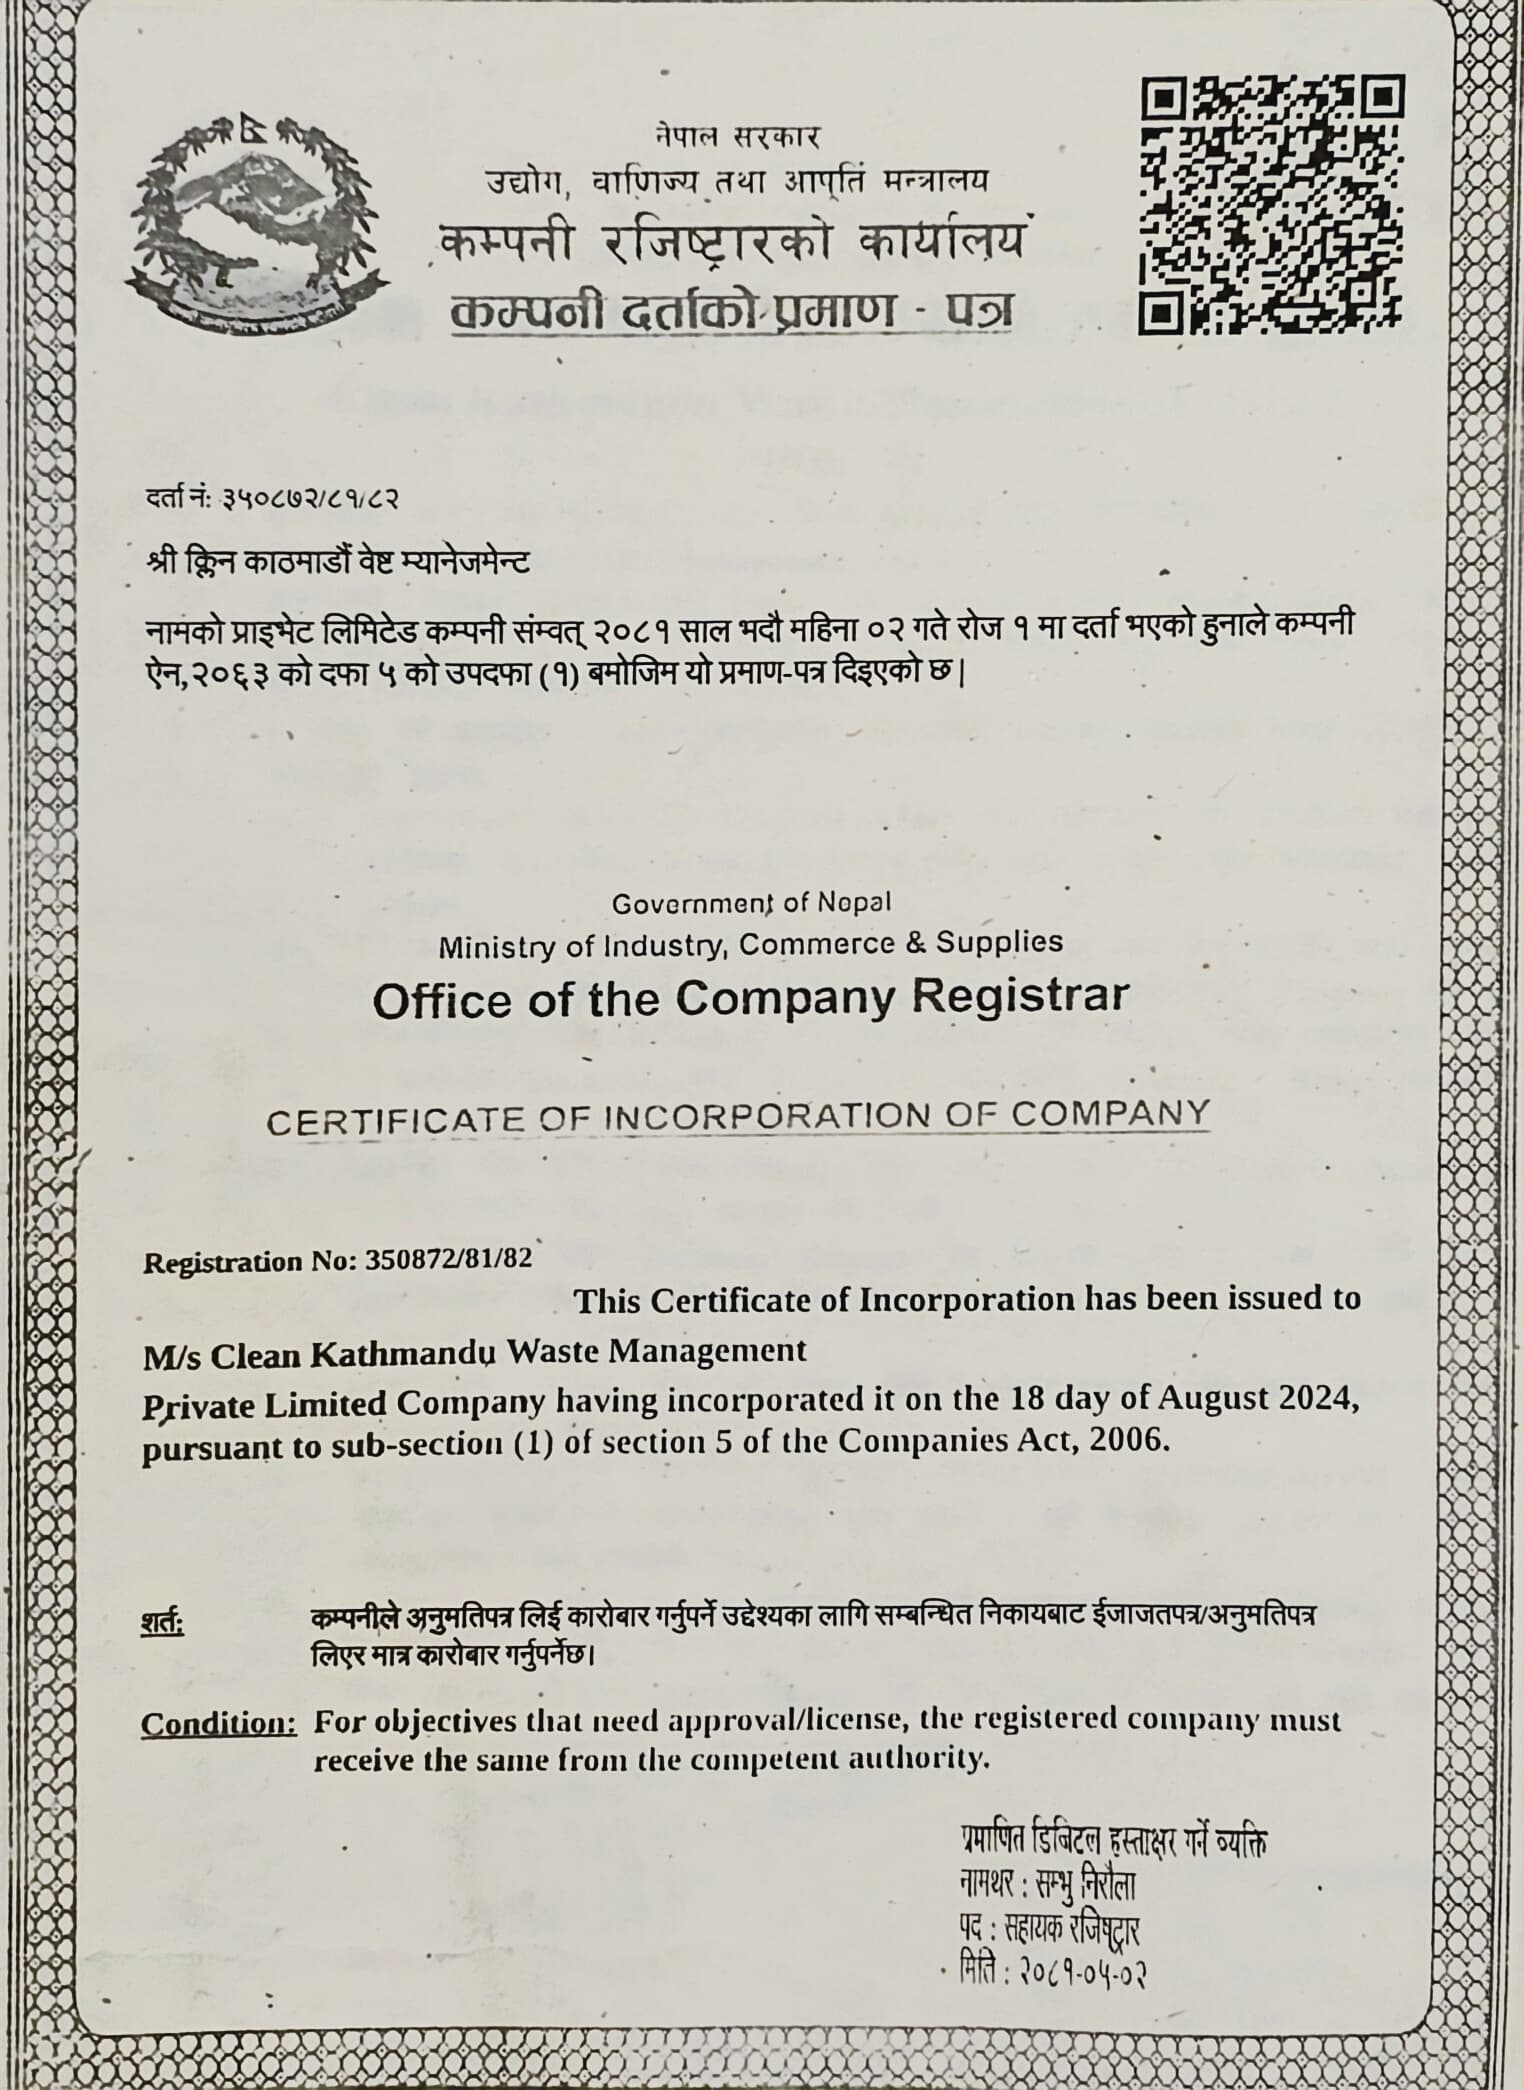 नेपाल सरकार
उद्योग, वाणिज्य तथा आपूर्ति मन्त्रालय
कम्पनी रजिष्ट्रारको कार्यालय
कम्पनी दर्ताको प्रमाण - पत्र
दर्ता नं: ३५०८७२/८१/८२
श्री क्लिन काठमाडौं वेष्ट म्यानेजमेन्ट
नामको प्राइभेट लिमिटेड कम्पनी संम्वत् २०८१ साल भदौ महिना ०२ गते रोज १ मा दर्ता भएको हुनाले कम्पनी
ऐन,२०६३ को दफा ५ को उपदफा (१) बमोजिम यो प्रमाण-पत्र दिइएको छ|
Government of Nepal
Ministry of Industry, Commerce & Supplies
Office of the Company Registrar
CERTIFICATE OF INCORPORATION OF COMPANY
Registration No: 350872/81/82
This Certificate of Incorporation has been issued to
M/s Clean Kathmandu Waste Management
Private Limited Company having incorporated it on the 18 day of August 2024,
pursuant to sub-section (1) of section 5 of the Companies Act, 2006.
शर्त: कम्पनीले अनुमतिपत्र लिई कारोबार गर्नुपर्ने उद्देश्यका लागि सम्बन्धित निकायबाट ईजाजतपत्र/अनुमतिपत्र
लिएर मात्र कारोबार गर्नुपर्नेछ।
Condition: For objectives that need approval/license, the registered company must
receive the same from the competent authority.
प्रमाणित डिजिटल हस्ताक्षर गर्ने व्यक्ति
नामथर : सम्भु निरौला
पद : सहायक रजिष्ट्रार
मिति : २०८१-०५-०२